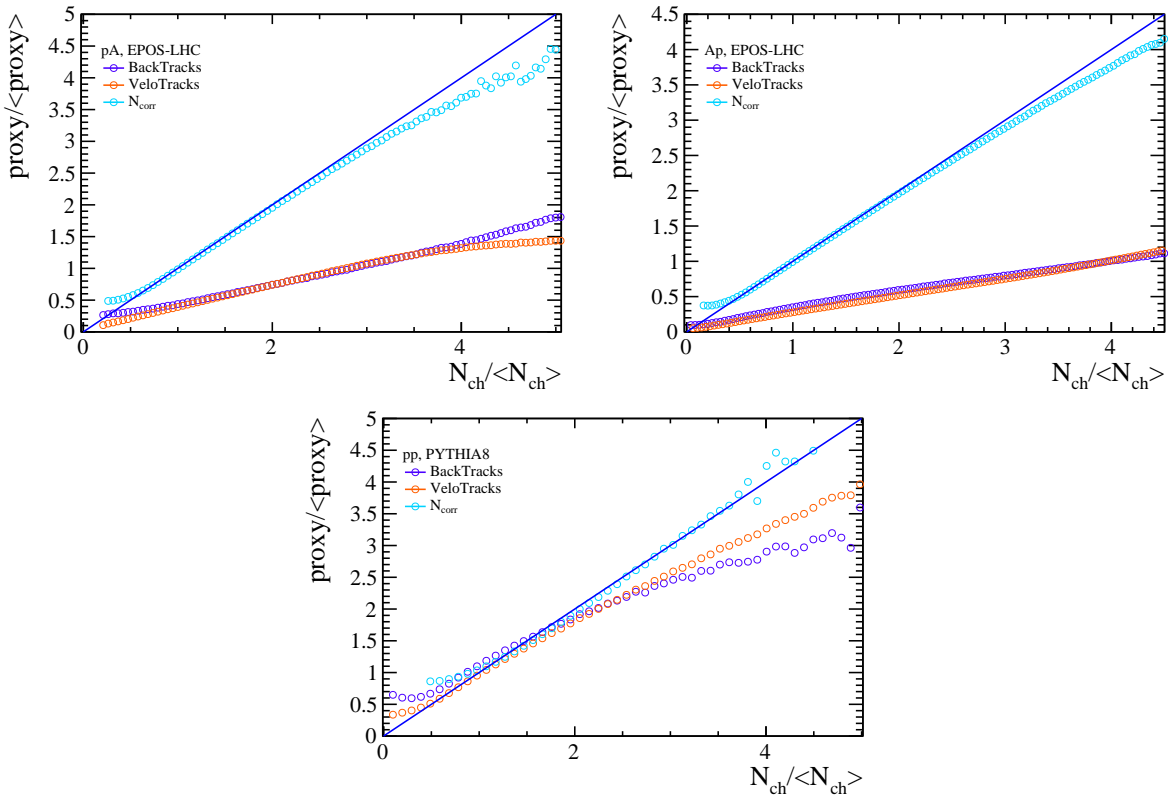 proxy/<proxy>
5
4.5
4
3.5
3
2.5
2
1.5
1
0.5
0
pA, EPOS-LHC
BackTracks
VeloTracks
N_corr
0 2 4
N_ch/<N_ch>
proxy/<proxy>
4.5
4
3.5
3
2.5
2
1.5
1
0.5
0
Ap, EPOS-LHC
BackTracks
VeloTracks
N_corr
0 1 2 3 4
N_ch/<N_ch>
proxy/<proxy>
5
4.5
4
3.5
3
2.5
2
1.5
1
0.5
0
pp, PYTHIA8
BackTracks
VeloTracks
N_corr
0 2 4
N_ch/<N_ch>